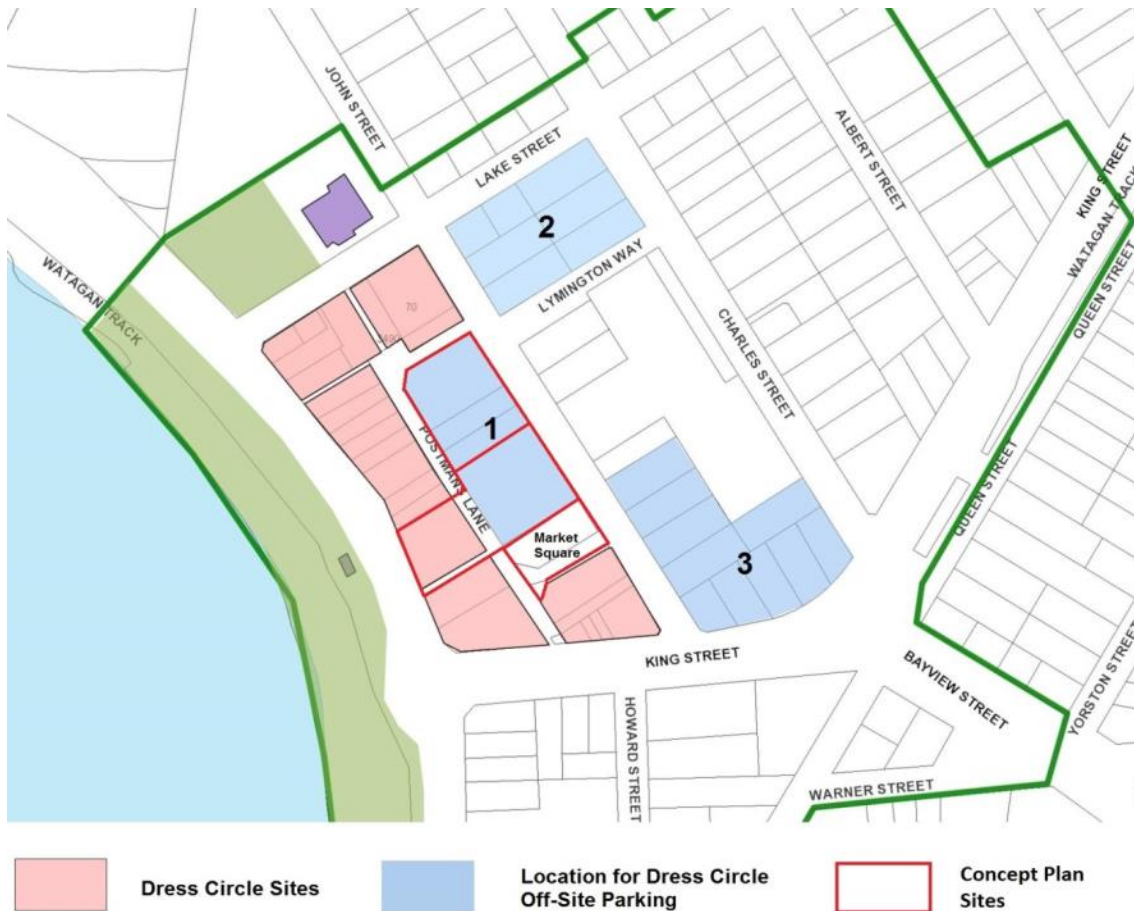 JOHN STREET
LAKE STREET
ALBERT STREET
KING STREET
WATAGAN TRACK
QUEEN STREET
2
LYMINGTON WAY
WATAGAN TRACK
70
CHARLES STREET
1
POSTMANS LANE
QUEEN STREET
Market
Square
3
KING STREET
BAYVIEW STREET
YORSTON STREET
HOWARD STREET
WARNER STREET
Dress Circle Sites
Location for Dress Circle
Off-Site Parking
Concept Plan
Sites